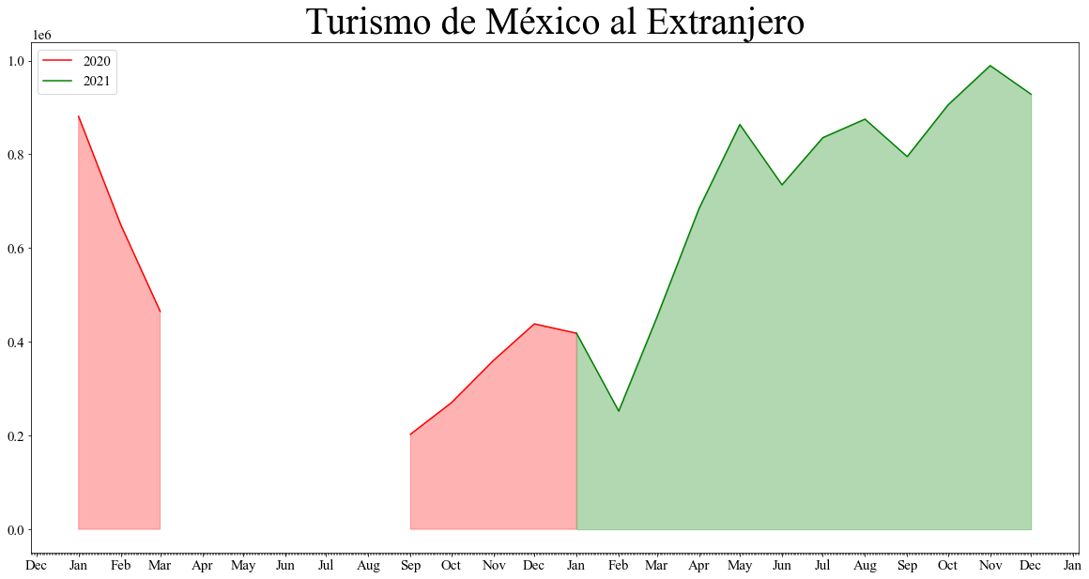 Turismo de México al Extranjero
1e6
2020
2021
1.0
0.8
0.6
0.4
0.2
0.0
Dec Jan Feb Mar Apr May Jun Jul Aug Sep Oct Nov Dec Jan Feb Mar Apr May Jun Jul Aug Sep Oct Nov Dec Jan